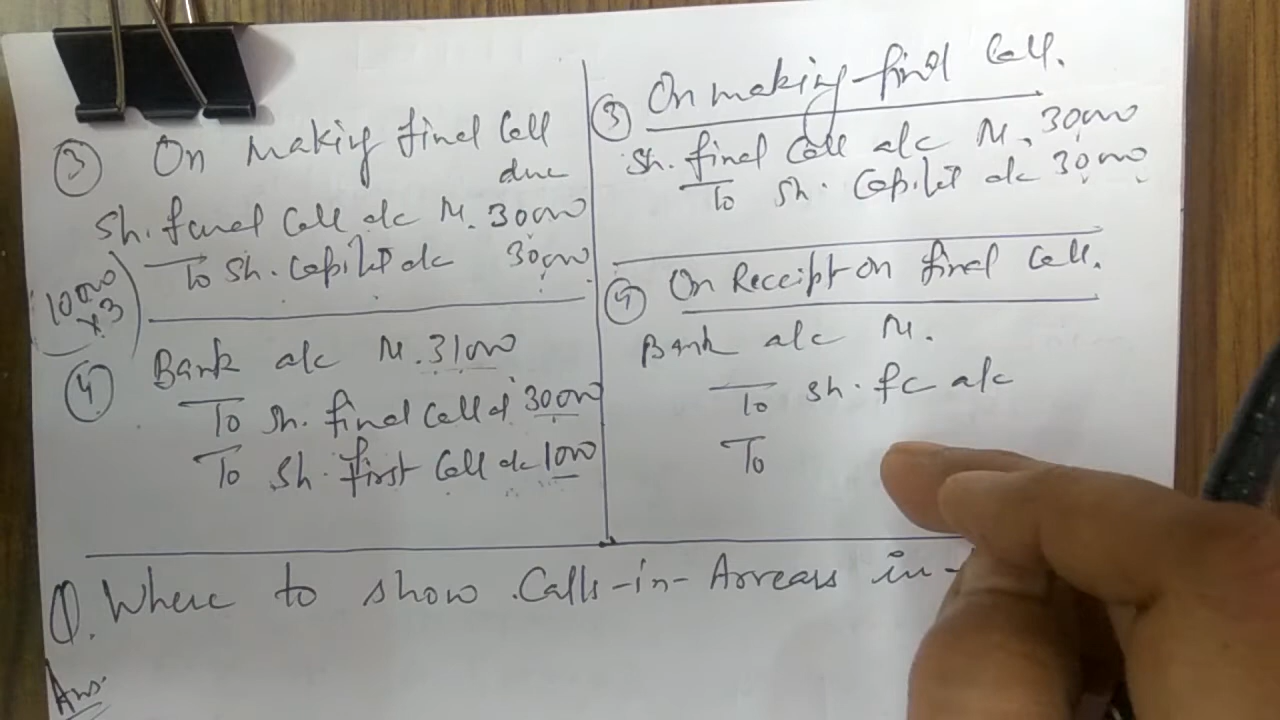 ③ On Making final Call
due
Sh. final Call a/c Dr. 30000
To Sh. Capital a/c 30000
10000
x3
④ Bank a/c Dr. 31000
To Sh. final Call a/c 30000
To Sh. first Call a/c 1000
③ On making final Call.
Sh. final Call a/c Dr. 30000
To Sh. Capital a/c 30000
④ On Receipt on final Call.
Bank a/c Dr.
To Sh. fc a/c
To
Q. Where to show Calls-in-Arrears in-
Ans.